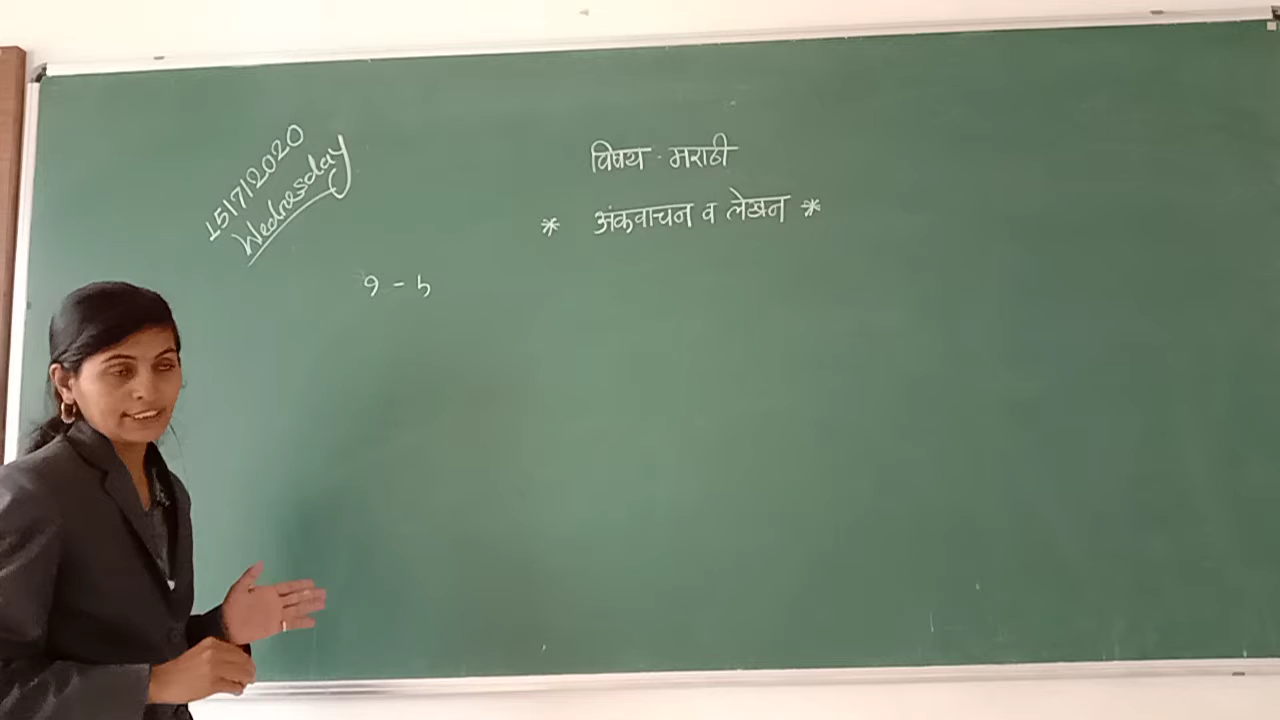 15/7/2020
Wednesday
विषय - मराठी
* अंकवाचन व लेखन *
१ - ५